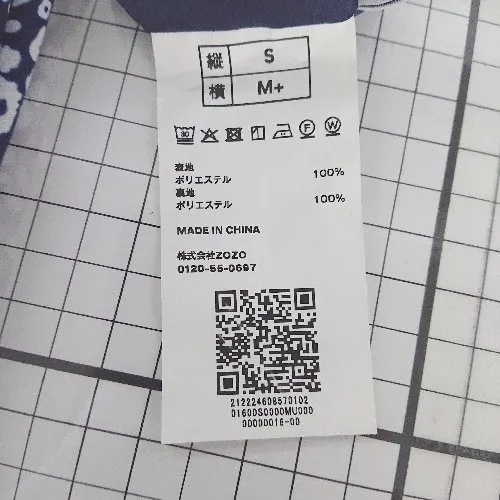 縦 S
横 M+
30 F W
表地
ポリエステル 100%
裏地
ポリエステル 100%
MADE IN CHINA
株式会社ZOZO
0120-55-0697
212224608570102
01600S0000MU000
00000016-00